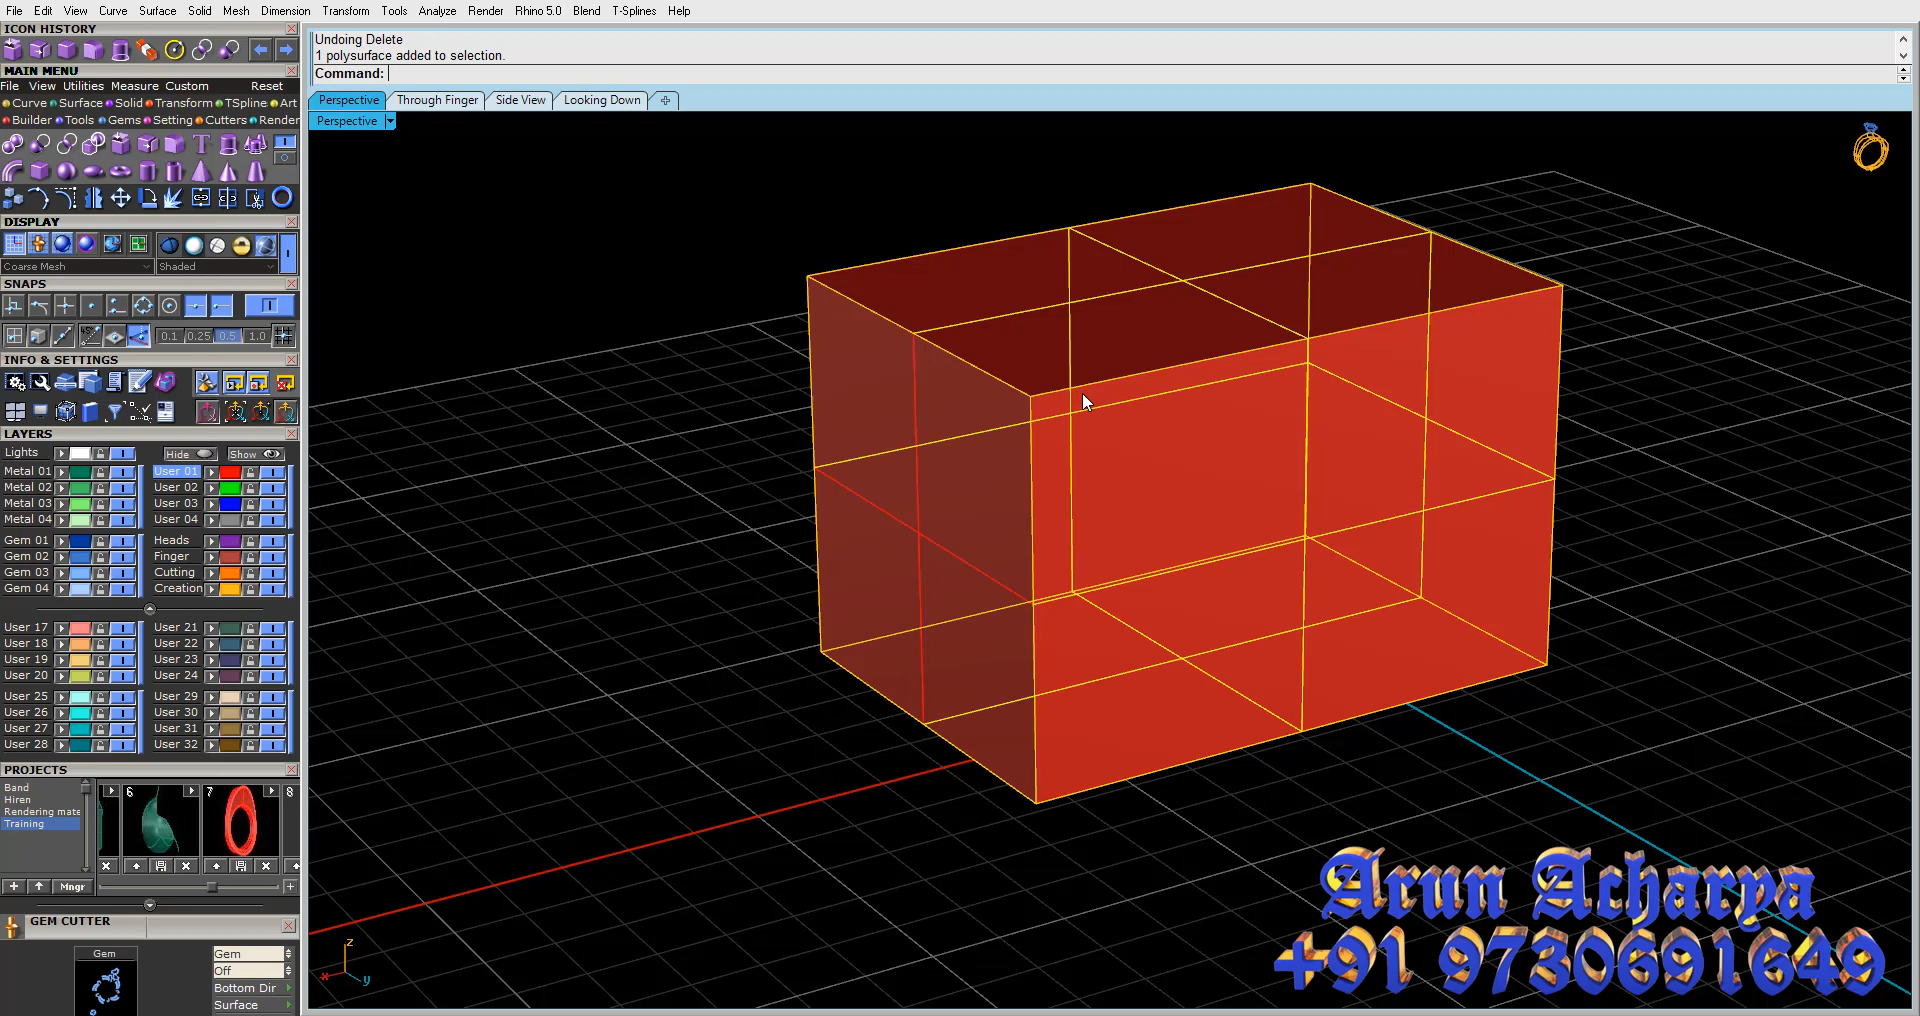 File Edit View Curve Surface Solid Mesh Dimension Transform Tools Analyze Render Rhino 5.0 Blend T-Splines Help
ICON HISTORY
MAIN MENU
File View Utilities Measure Custom Reset
Curve Surface Solid Transform TSpline Art
Builder Tools Gems Setting Cutters Render
DISPLAY
Coarse Mesh Shaded
SNAPS
0.1 0.25 0.5 1.0
INFO & SETTINGS
LAYERS
Lights Hide Show
Metal 01 User 01
Metal 02 User 02
Metal 03 User 03
Metal 04 User 04
Gem 01 Heads
Gem 02 Finger
Gem 03 Cutting
Gem 04 Creation
User 17 User 21
User 18 User 22
User 19 User 23
User 20 User 24
User 25 User 29
User 26 User 30
User 27 User 31
User 28 User 32
PROJECTS
Band
Hiren
Rendering mate
Training
6 7 8
Mngr
GEM CUTTER
Gem
Gem
Off
Bottom Dir
Surface
Undoing Delete
1 polysurface added to selection.
Command:
Perspective Through Finger Side View Looking Down
Perspective
z
x y
Arun Acharya
+91 9730691649